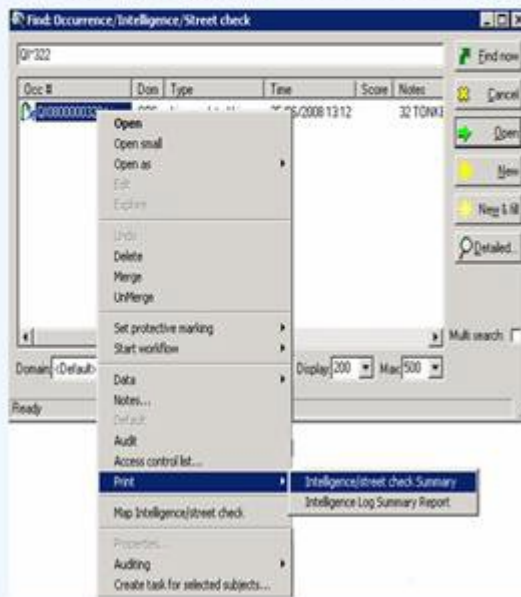 Find: Occurrence/Intelligence/Street check
QI*322
Find now
Cancel
Open
New
New & fill
Detailed...
Multi search:
Occ # Dom Type Time Score Notes
/2008 13:12 32 TONKE
Open
Open small
Open as
Edit
Explore
Undo
Delete
Merge
UnMerge
Set protective marking
Start workflow
Data
Notes...
Default
Audit
Access control list...
Print
Map Intelligence/street check
Properties...
Auditing
Create task for selected subjects...
Intelligence/street check Summary
Intelligence Log Summary Report
Domain: <Default> Display: 200 Max: 500
Ready